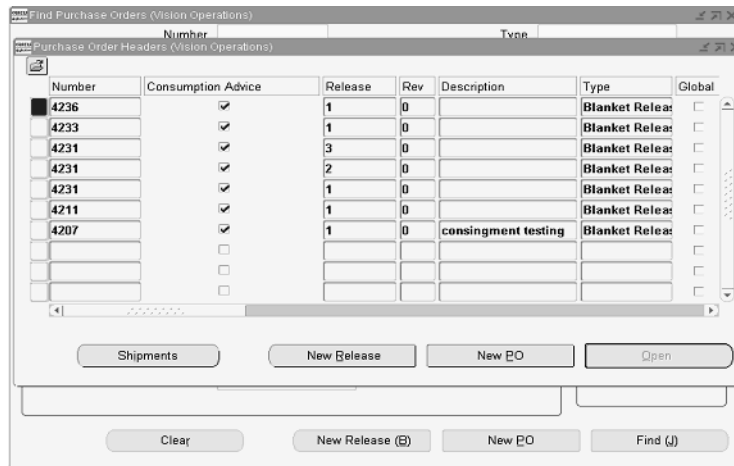 Find Purchase Orders (Vision Operations)
Number Type
Purchase Order Headers (Vision Operations)
Number Consumption Advice Release Rev Description Type Global
4236 1 0 Blanket Releas
4233 1 0 Blanket Releas
4231 3 0 Blanket Releas
4231 2 0 Blanket Releas
4231 1 0 Blanket Releas
4211 1 0 Blanket Releas
4207 1 0 consingment testing Blanket Releas
Shipments New Release New PO Open
Clear New Release (B) New PO Find (J)